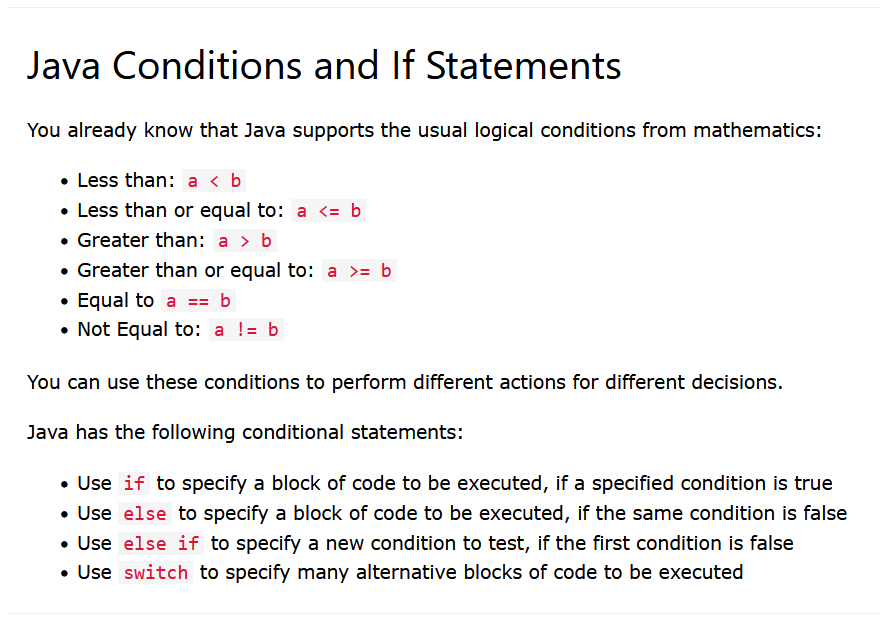 Java Conditions and If Statements
You already know that Java supports the usual logical conditions from mathematics:
Less than: a < b
Less than or equal to: a <= b
Greater than: a > b
Greater than or equal to: a >= b
Equal to a == b
Not Equal to: a != b
You can use these conditions to perform different actions for different decisions.
Java has the following conditional statements:
Use if to specify a block of code to be executed, if a specified condition is true
Use else to specify a block of code to be executed, if the same condition is false
Use else if to specify a new condition to test, if the first condition is false
Use switch to specify many alternative blocks of code to be executed